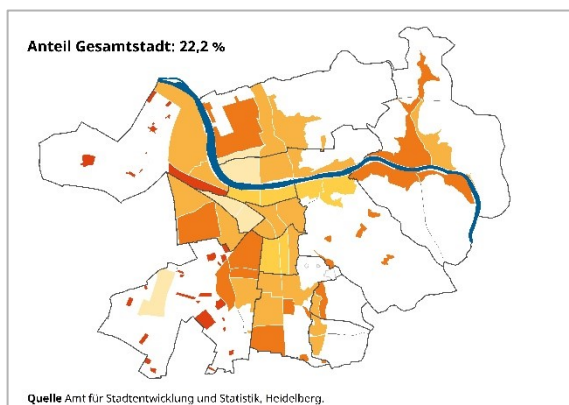 Anteil Gesamtstadt: 22,2 %
Quelle Amt für Stadtentwicklung und Statistik, Heidelberg.